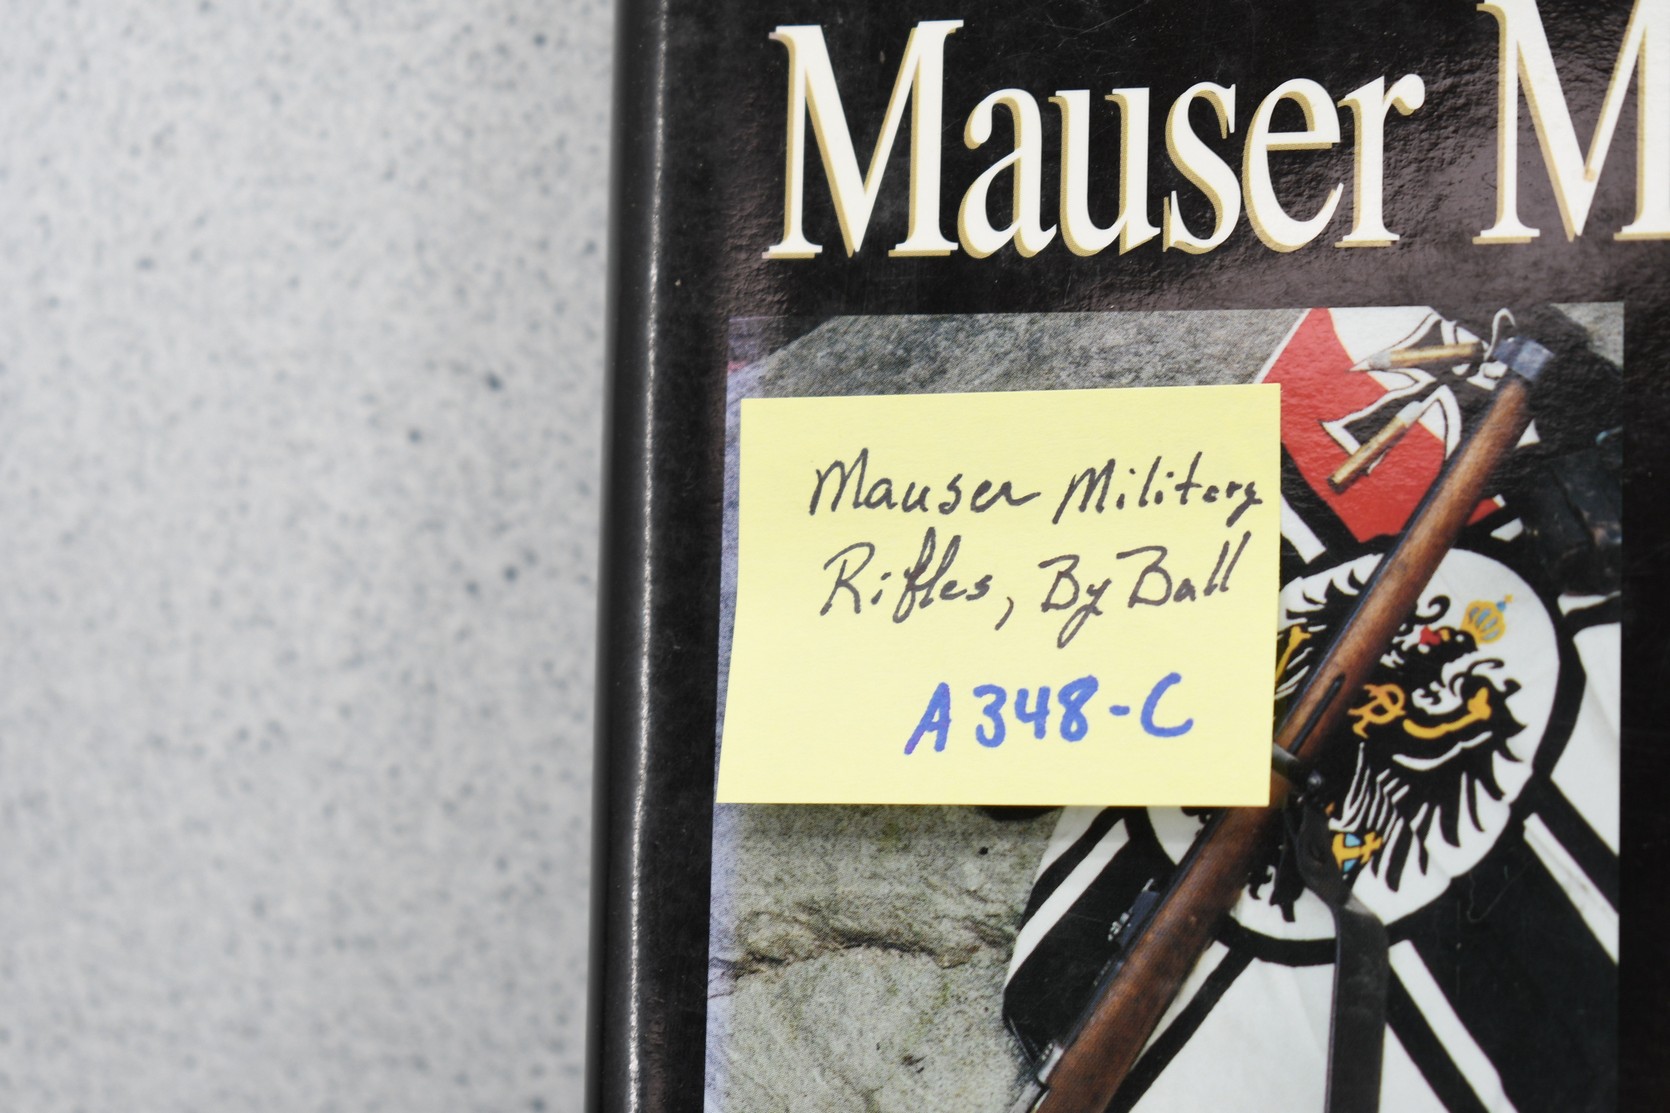 Mauser M
Mauser Military
Rifles, By Ball
A348-C